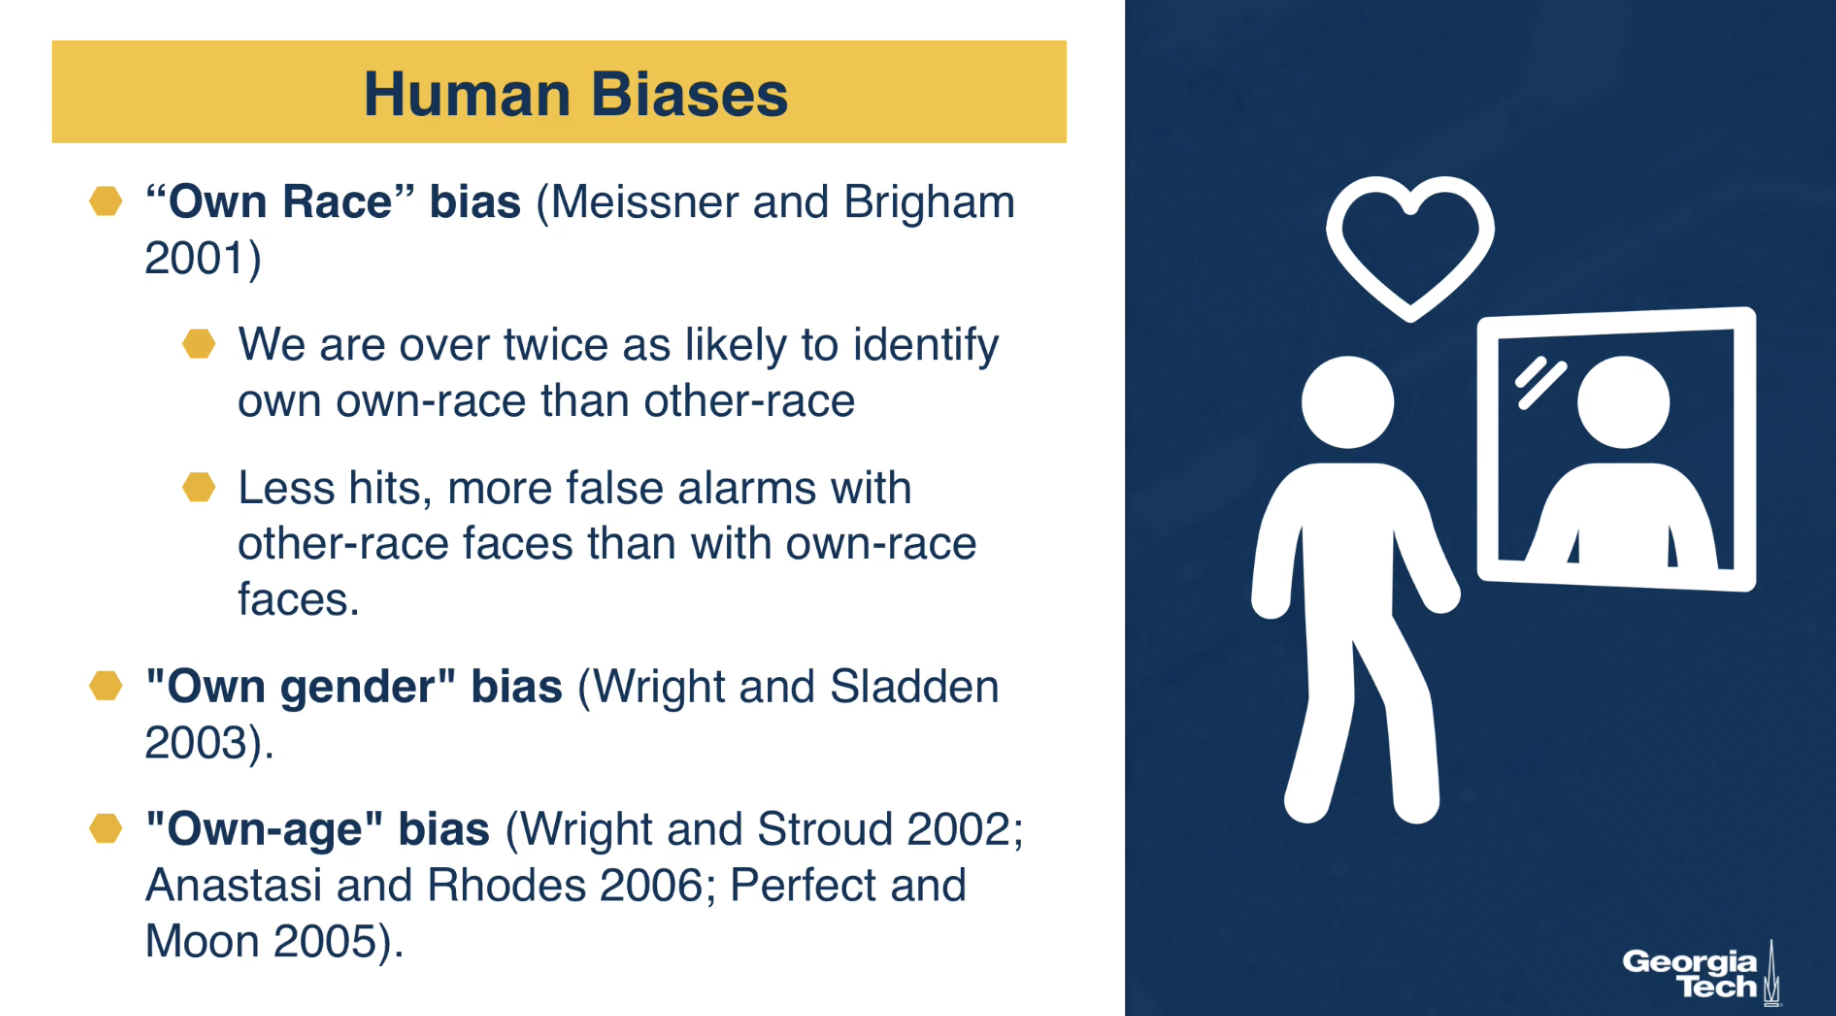 Human Biases
“Own Race” bias (Meissner and Brigham
2001)
We are over twice as likely to identify
own own-race than other-race
Less hits, more false alarms with
other-race faces than with own-race
faces.
"Own gender" bias (Wright and Sladden
2003).
"Own-age" bias (Wright and Stroud 2002;
Anastasi and Rhodes 2006; Perfect and
Moon 2005).
Georgia
Tech